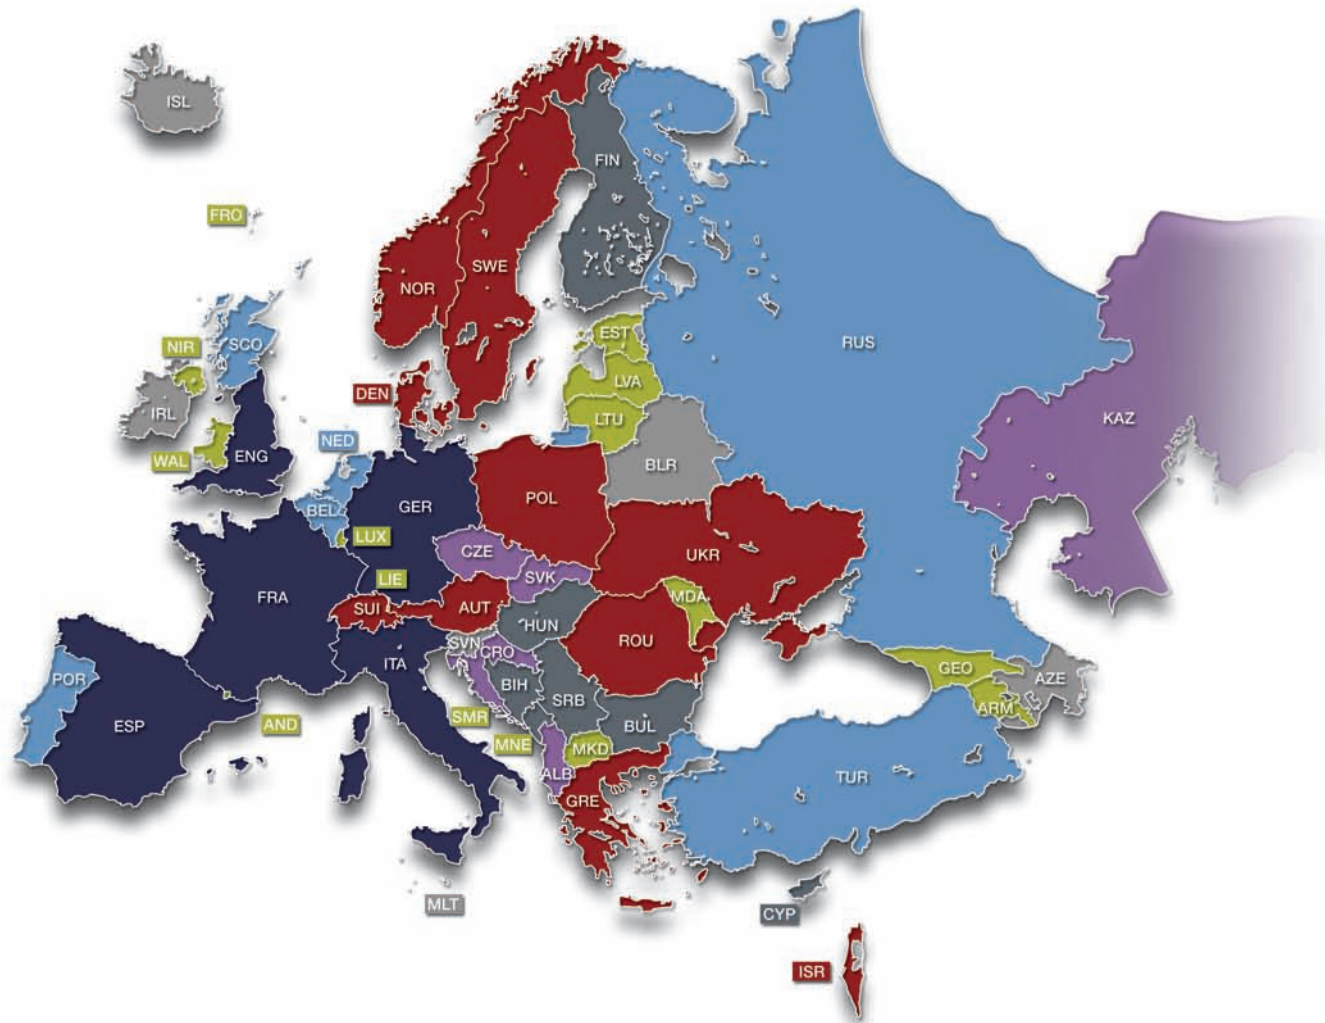 ISL
FIN
FRO
SWE
NOR
RUS
EST
SCO
NIR
LVA
DEN
IRL
LTU
KAZ
NED
ENG
WAL
BLR
POL
GER
BEL
LUX
CZE
UKR
SVK
LIE
FRA
MDA
SUI
AUT
HUN
ROU
SVN
CRO
ITA
GEO
POR
AZE
BIH
SRB
ARM
SMR
AND
ESP
BUL
MNE
MKD
ALB
TUR
GRE
MLT
CYP
ISR